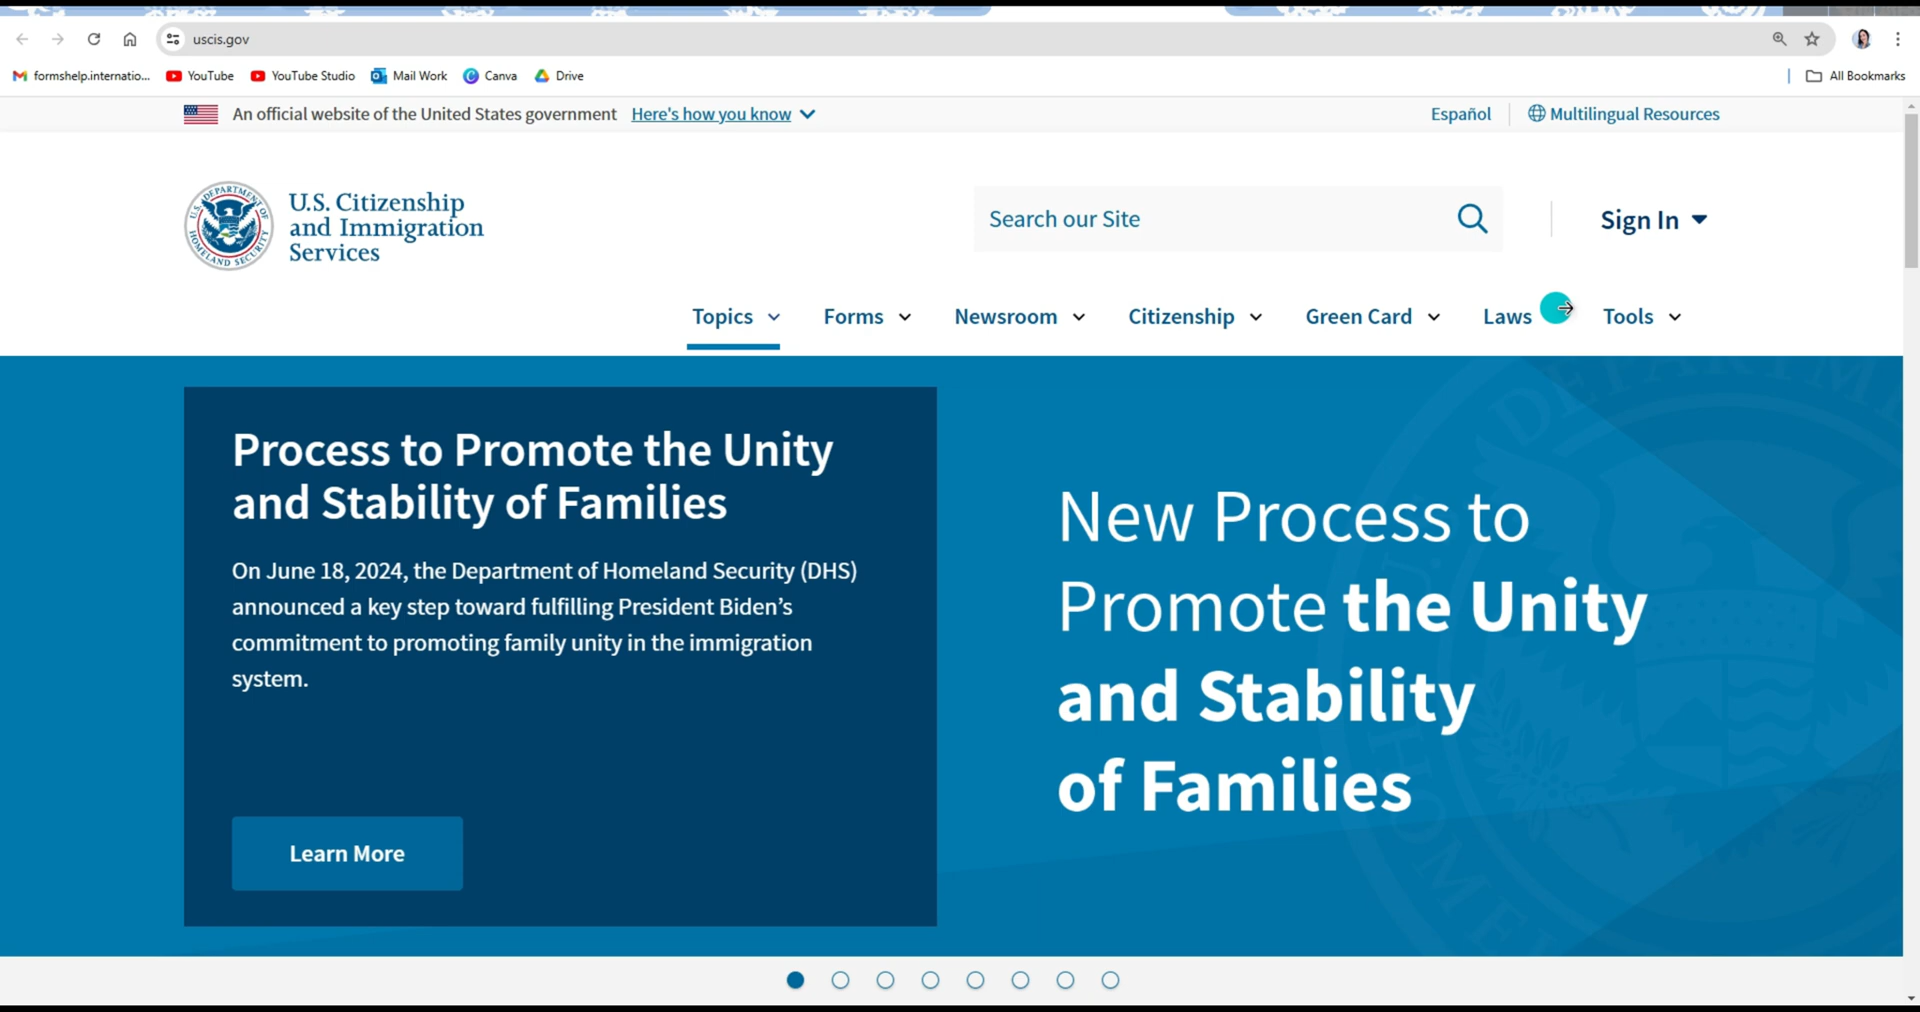 uscis.gov
formshelp.internatio...
YouTube
YouTube Studio
Mail Work
Canva
Drive
All Bookmarks
An official website of the United States government
Here's how you know
Español
Multilingual Resources
U.S. DEPARTMENT OF HOMELAND SECURITY
U.S. Citizenship
and Immigration
Services
Search our Site
Sign In
Topics
Forms
Newsroom
Citizenship
Green Card
Laws
Tools
Process to Promote the Unity
and Stability of Families
On June 18, 2024, the Department of Homeland Security (DHS)
announced a key step toward fulfilling President Biden's
commitment to promoting family unity in the immigration
system.
Learn More
New Process to
Promote the Unity
and Stability
of Families